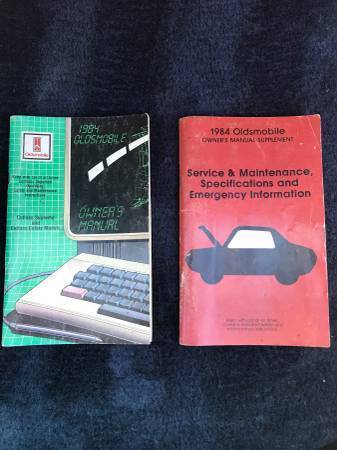 Oldsmobile
1984
OLDSMOBILE
OWNER'S
MANUAL
Cutlass Supreme
and
Cutlass Calais Models
1984 Oldsmobile
OWNER'S MANUAL SUPPLEMENT
Service & Maintenance,
Specifications and
Emergency Information